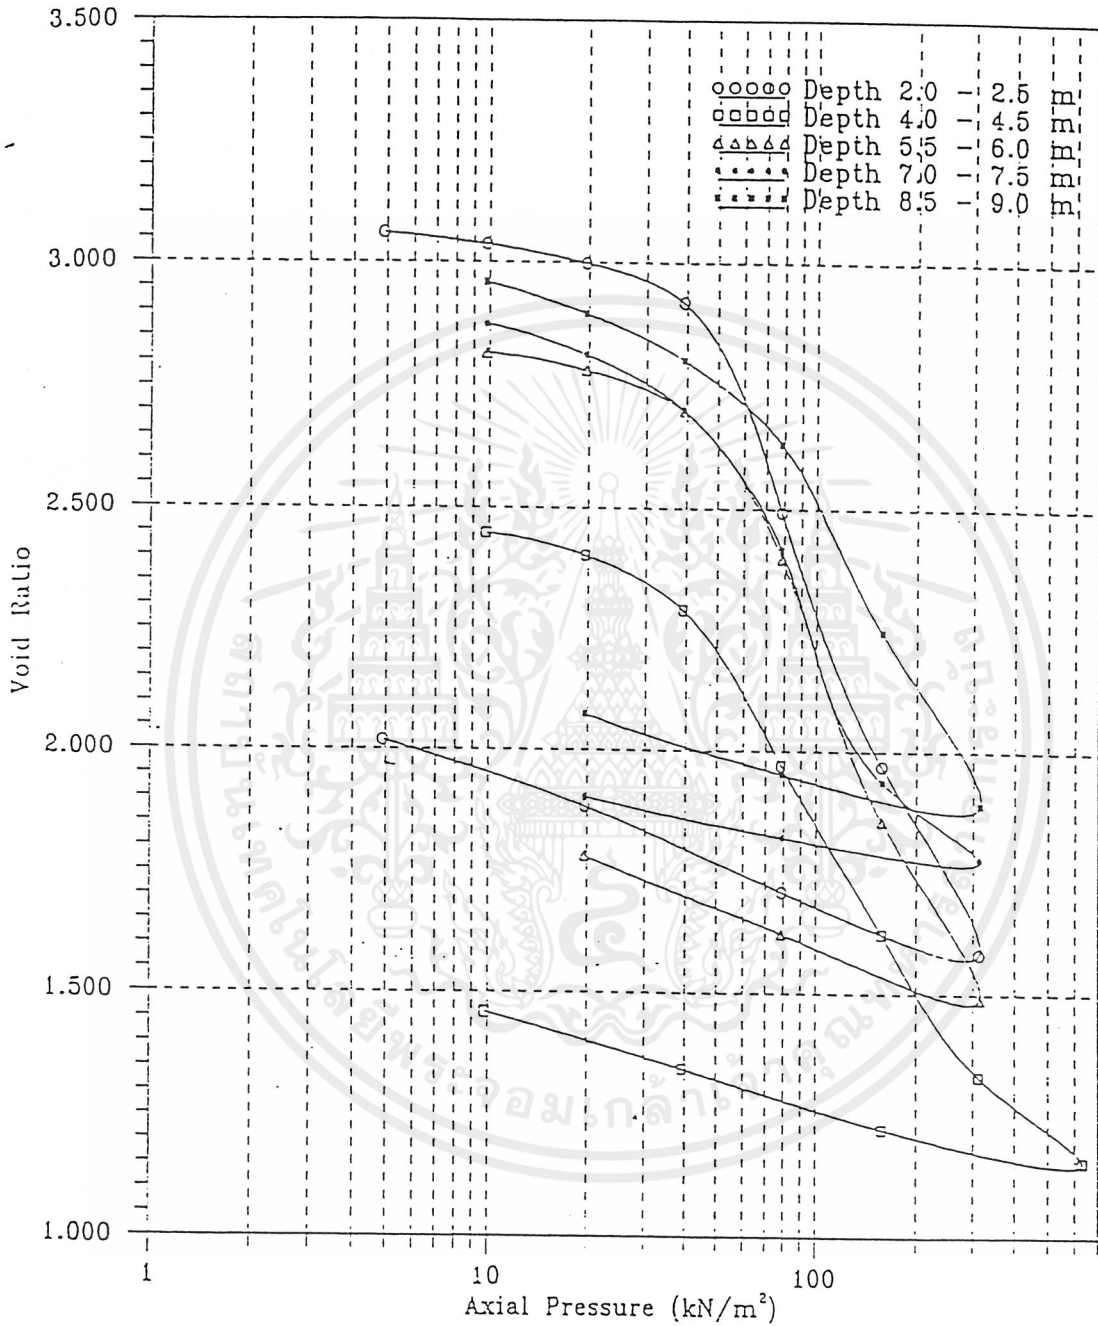 3.500
3.000
2.500
2.000
1.500
1.000
Void Ratio
Depth 2.0 - 2.5 m
Depth 4.0 - 4.5 m
Depth 5.5 - 6.0 m
Depth 7.0 - 7.5 m
Depth 8.5 - 9.0 m
1 10 100
Axial Pressure (kN/m²)